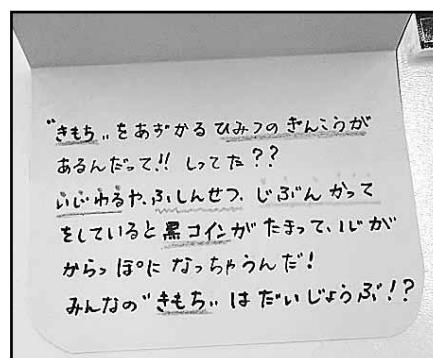 "きもち„をあずかる ひみつの ぎんこうが
あるんだって!! しってた??
いじわるや、ふしんせつ、じぶんかって
をしていると黒コインが たまって、心が
からっぽになっちゃうんだ!
みんなの"きもち„は だいじょうぶ!?